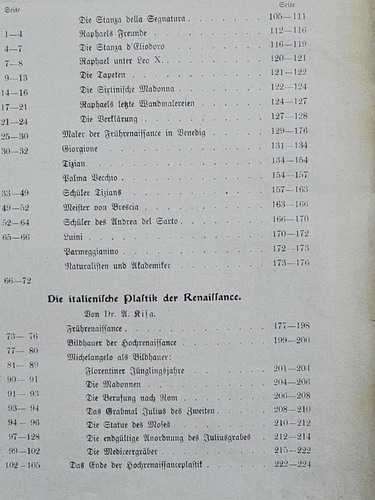 Seite Seite
Die Stanza della Segnatura 105—111
1—4 Raphaels Freunde 112—116
4—7 Die Stanza d'Eliodoro 116—119
7—8 Raphael unter Leo X. 120—121
9—13 Die Tapeten 121—122
14—16 Die Sixtinische Madonna 122—124
17—21 Raphaels letzte Wandmalereien 124—127
21—24 Die Verklärung 127—128
25—30 Maler der Frührenaissance in Venedig 129—176
30—32 Giorgione 131—134
Tizian 134—154
Palma Vecchio 154—157
33—49 Schüler Tizians 157—163
49—52 Meister von Brescia 163—166
52—64 Schüler des Andrea del Sarto 166—170
65—66 Luini 170—172
Parmeggianino 172—173
Naturalisten und Akademiker 173—176
66—72
Die italienische Plastik der Renaissance.
Von Dr. A. Kisa.
73—76 Frührenaissance 177—198
77—80 Bildhauer der Hochrenaissance 199—200
81—89 Michelangelo als Bildhauer:
90—91 Florentiner Jünglingsjahre 201—204
91—93 Die Madonnen 204—206
93—94 Die Berufung nach Rom 206—208
94—96 Das Grabmal Julius des Zweiten 208—210
97—128 Die Statue des Moses 210—212
99—102 Die endgültige Anordnung des Juliusgrabes 212—214
102—105 Die Mediceergräber 215—222
Das Ende der Hochrenaissanceplastik 222—224